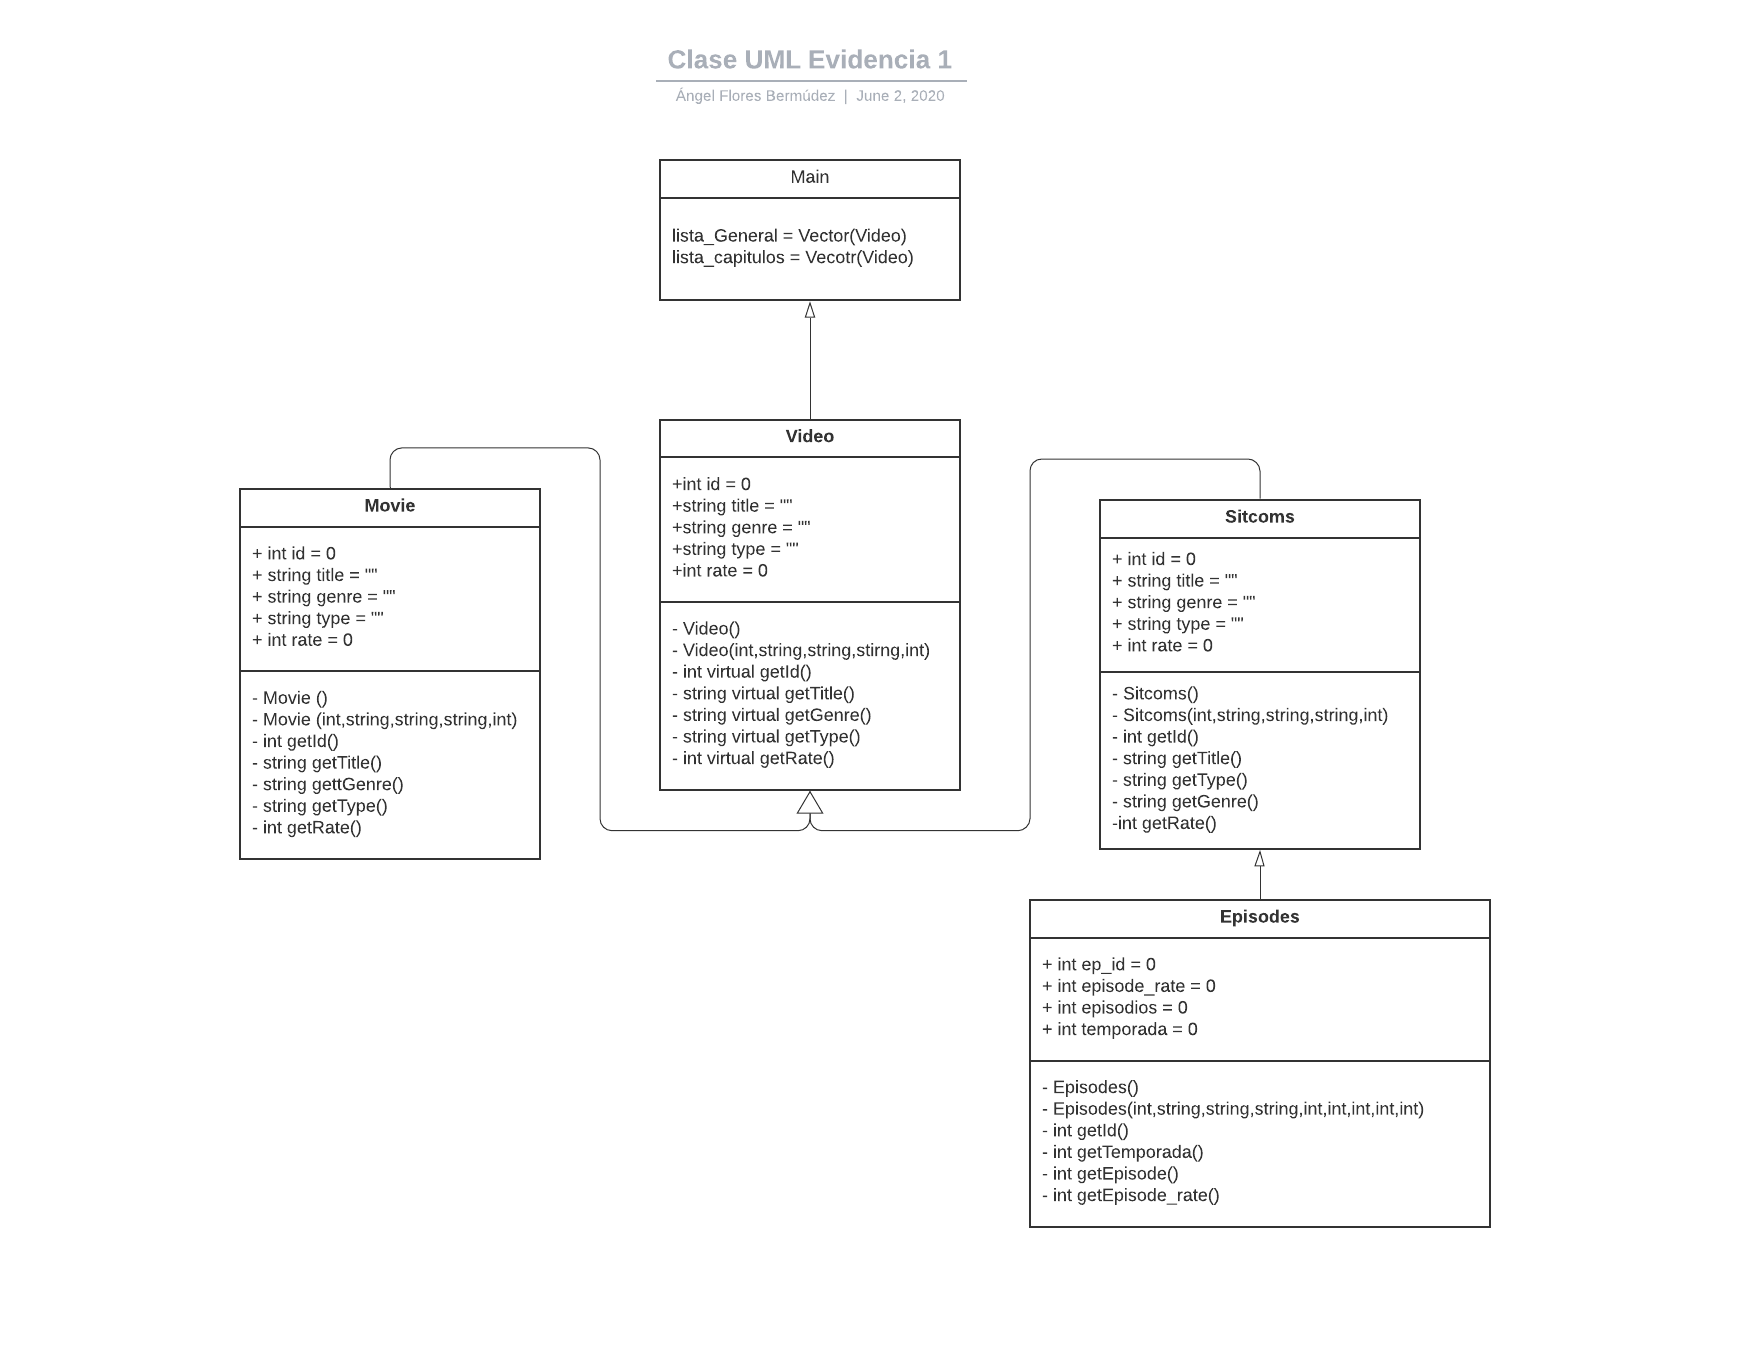 Clase UML Evidencia 1
Ángel Flores Bermúdez | June 2, 2020
Main
lista_General = Vector(Video)
lista_capitulos = Vecotr(Video)
Video
+int id = 0
+string title = ""
+string genre = ""
+string type = ""
+int rate = 0
- Video()
- Video(int,string,string,stirng,int)
- int virtual getId()
- string virtual getTitle()
- string virtual getGenre()
- string virtual getType()
- int virtual getRate()
Movie
+ int id = 0
+ string title = ""
+ string genre = ""
+ string type = ""
+ int rate = 0
- Movie ()
- Movie (int,string,string,string,int)
- int getId()
- string getTitle()
- string gettGenre()
- string getType()
- int getRate()
Sitcoms
+ int id = 0
+ string title = ""
+ string genre = ""
+ string type = ""
+ int rate = 0
- Sitcoms()
- Sitcoms(int,string,string,string,int)
- int getId()
- string getTitle()
- string getType()
- string getGenre()
-int getRate()
Episodes
+ int ep_id = 0
+ int episode_rate = 0
+ int episodios = 0
+ int temporada = 0
- Episodes()
- Episodes(int,string,string,string,int,int,int,int,int)
- int getId()
- int getTemporada()
- int getEpisode()
- int getEpisode_rate()